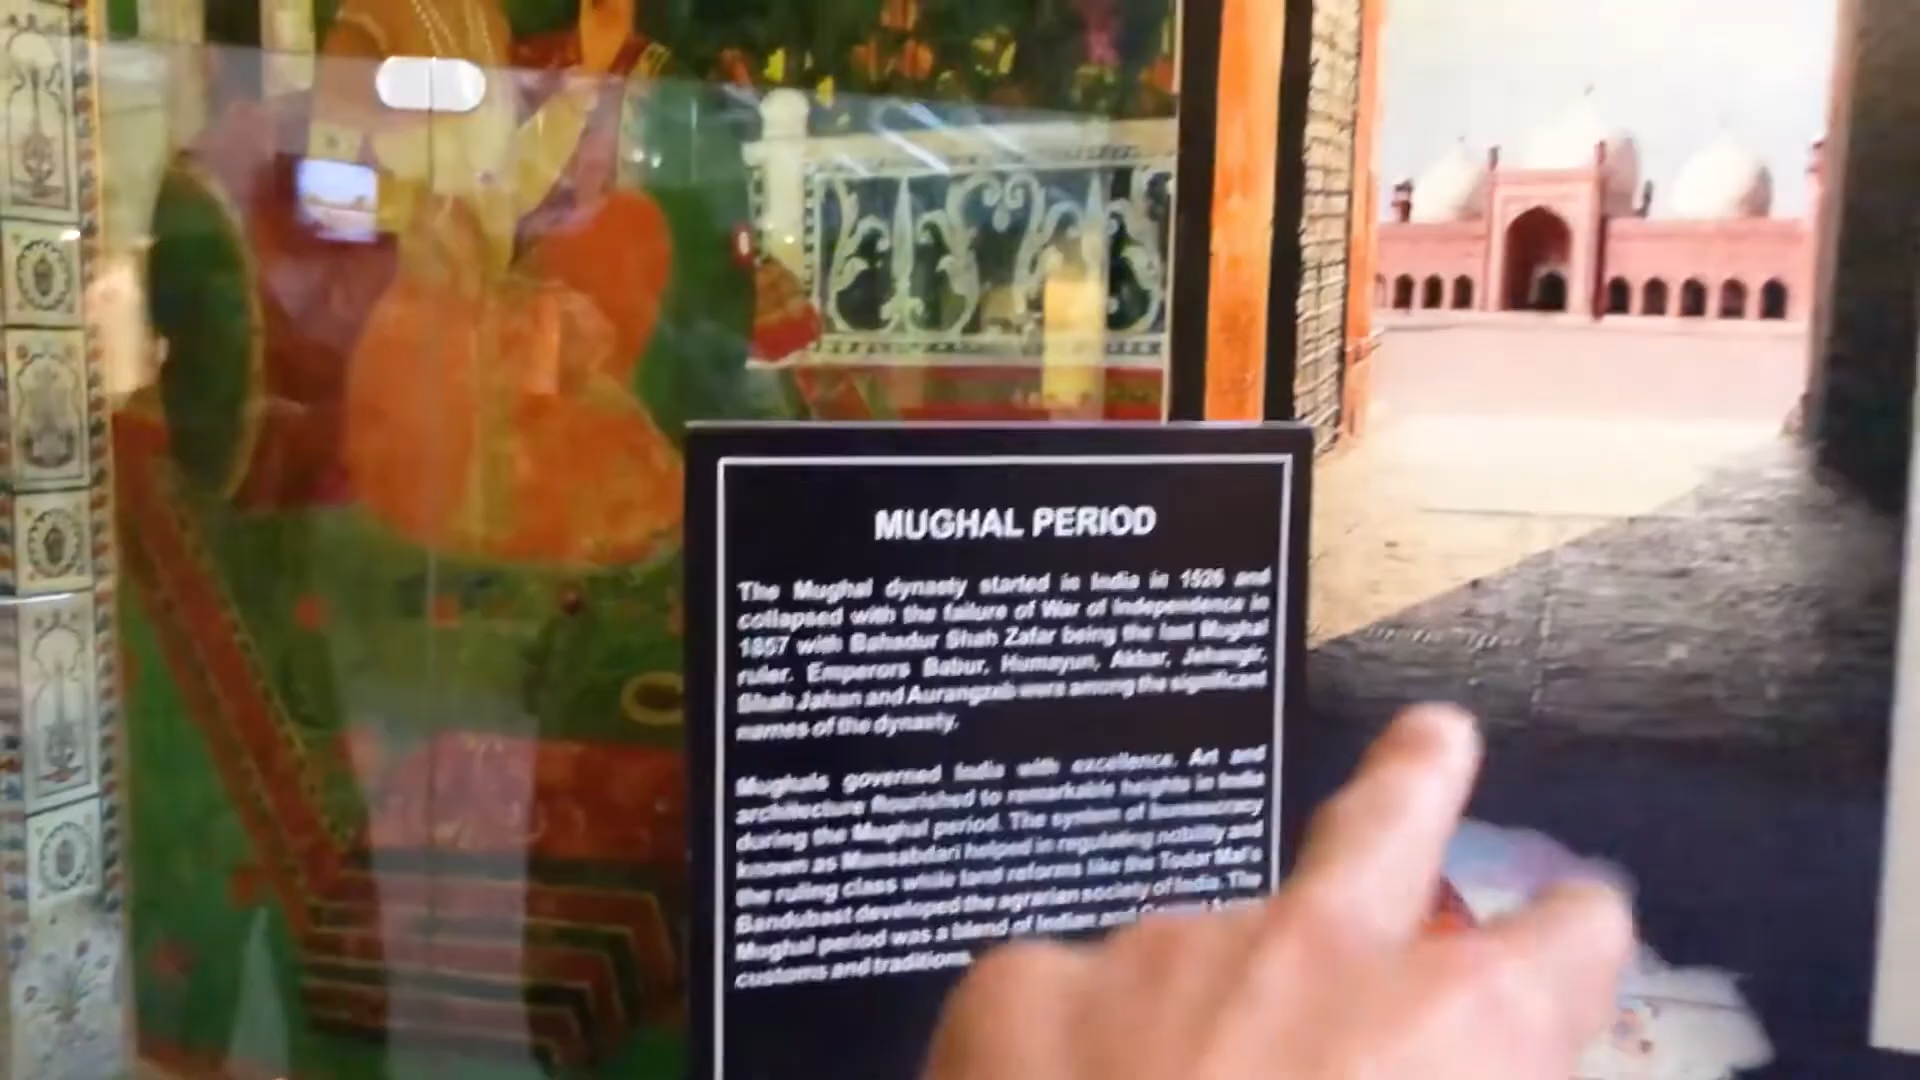 MUGHAL PERIOD
The Mughal dynasty started in India in 1526 and
collapsed with the failure of War of Independence in
1857 with Bahadur Shah Zafar being the last Mughal
ruler. Emperors Babur, Humayun, Akbar, Jehangir,
Shah Jahan and Aurangzeb were among the significant
names of the dynasty.
Mughals governed India with excellence. Art and
architecture flourished to remarkable heights in India
during the Mughal period. The system of bureaucracy
known as Mansabdari helped in regulating nobility and
the ruling class while land reforms like the Todar Mal's
Bandubast developed the agrarian society of India. The
Mughal period was a blend of Indian and
customs and traditions.